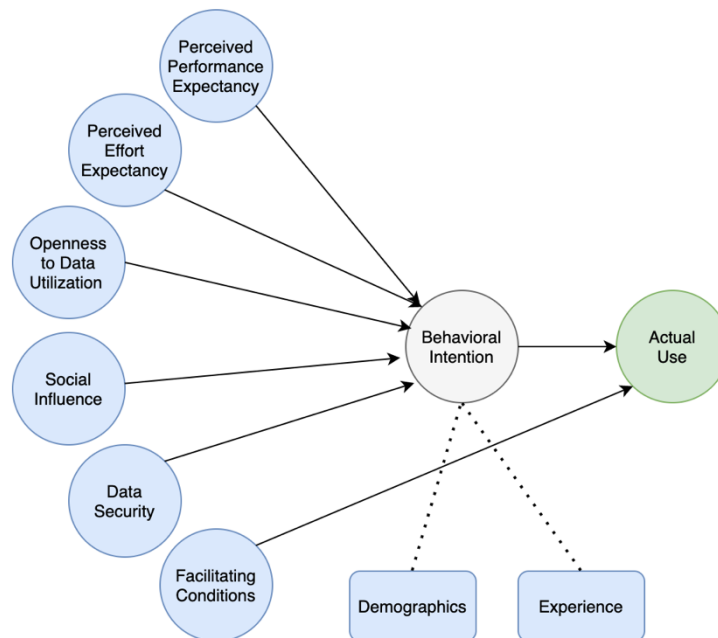 Perceived
Performance
Expectancy
Perceived
Effort
Expectancy
Openness
to Data
Utilization
Behavioral
Intention
Actual
Use
Social
Influence
Data
Security
Facilitating
Conditions
Demographics
Experience